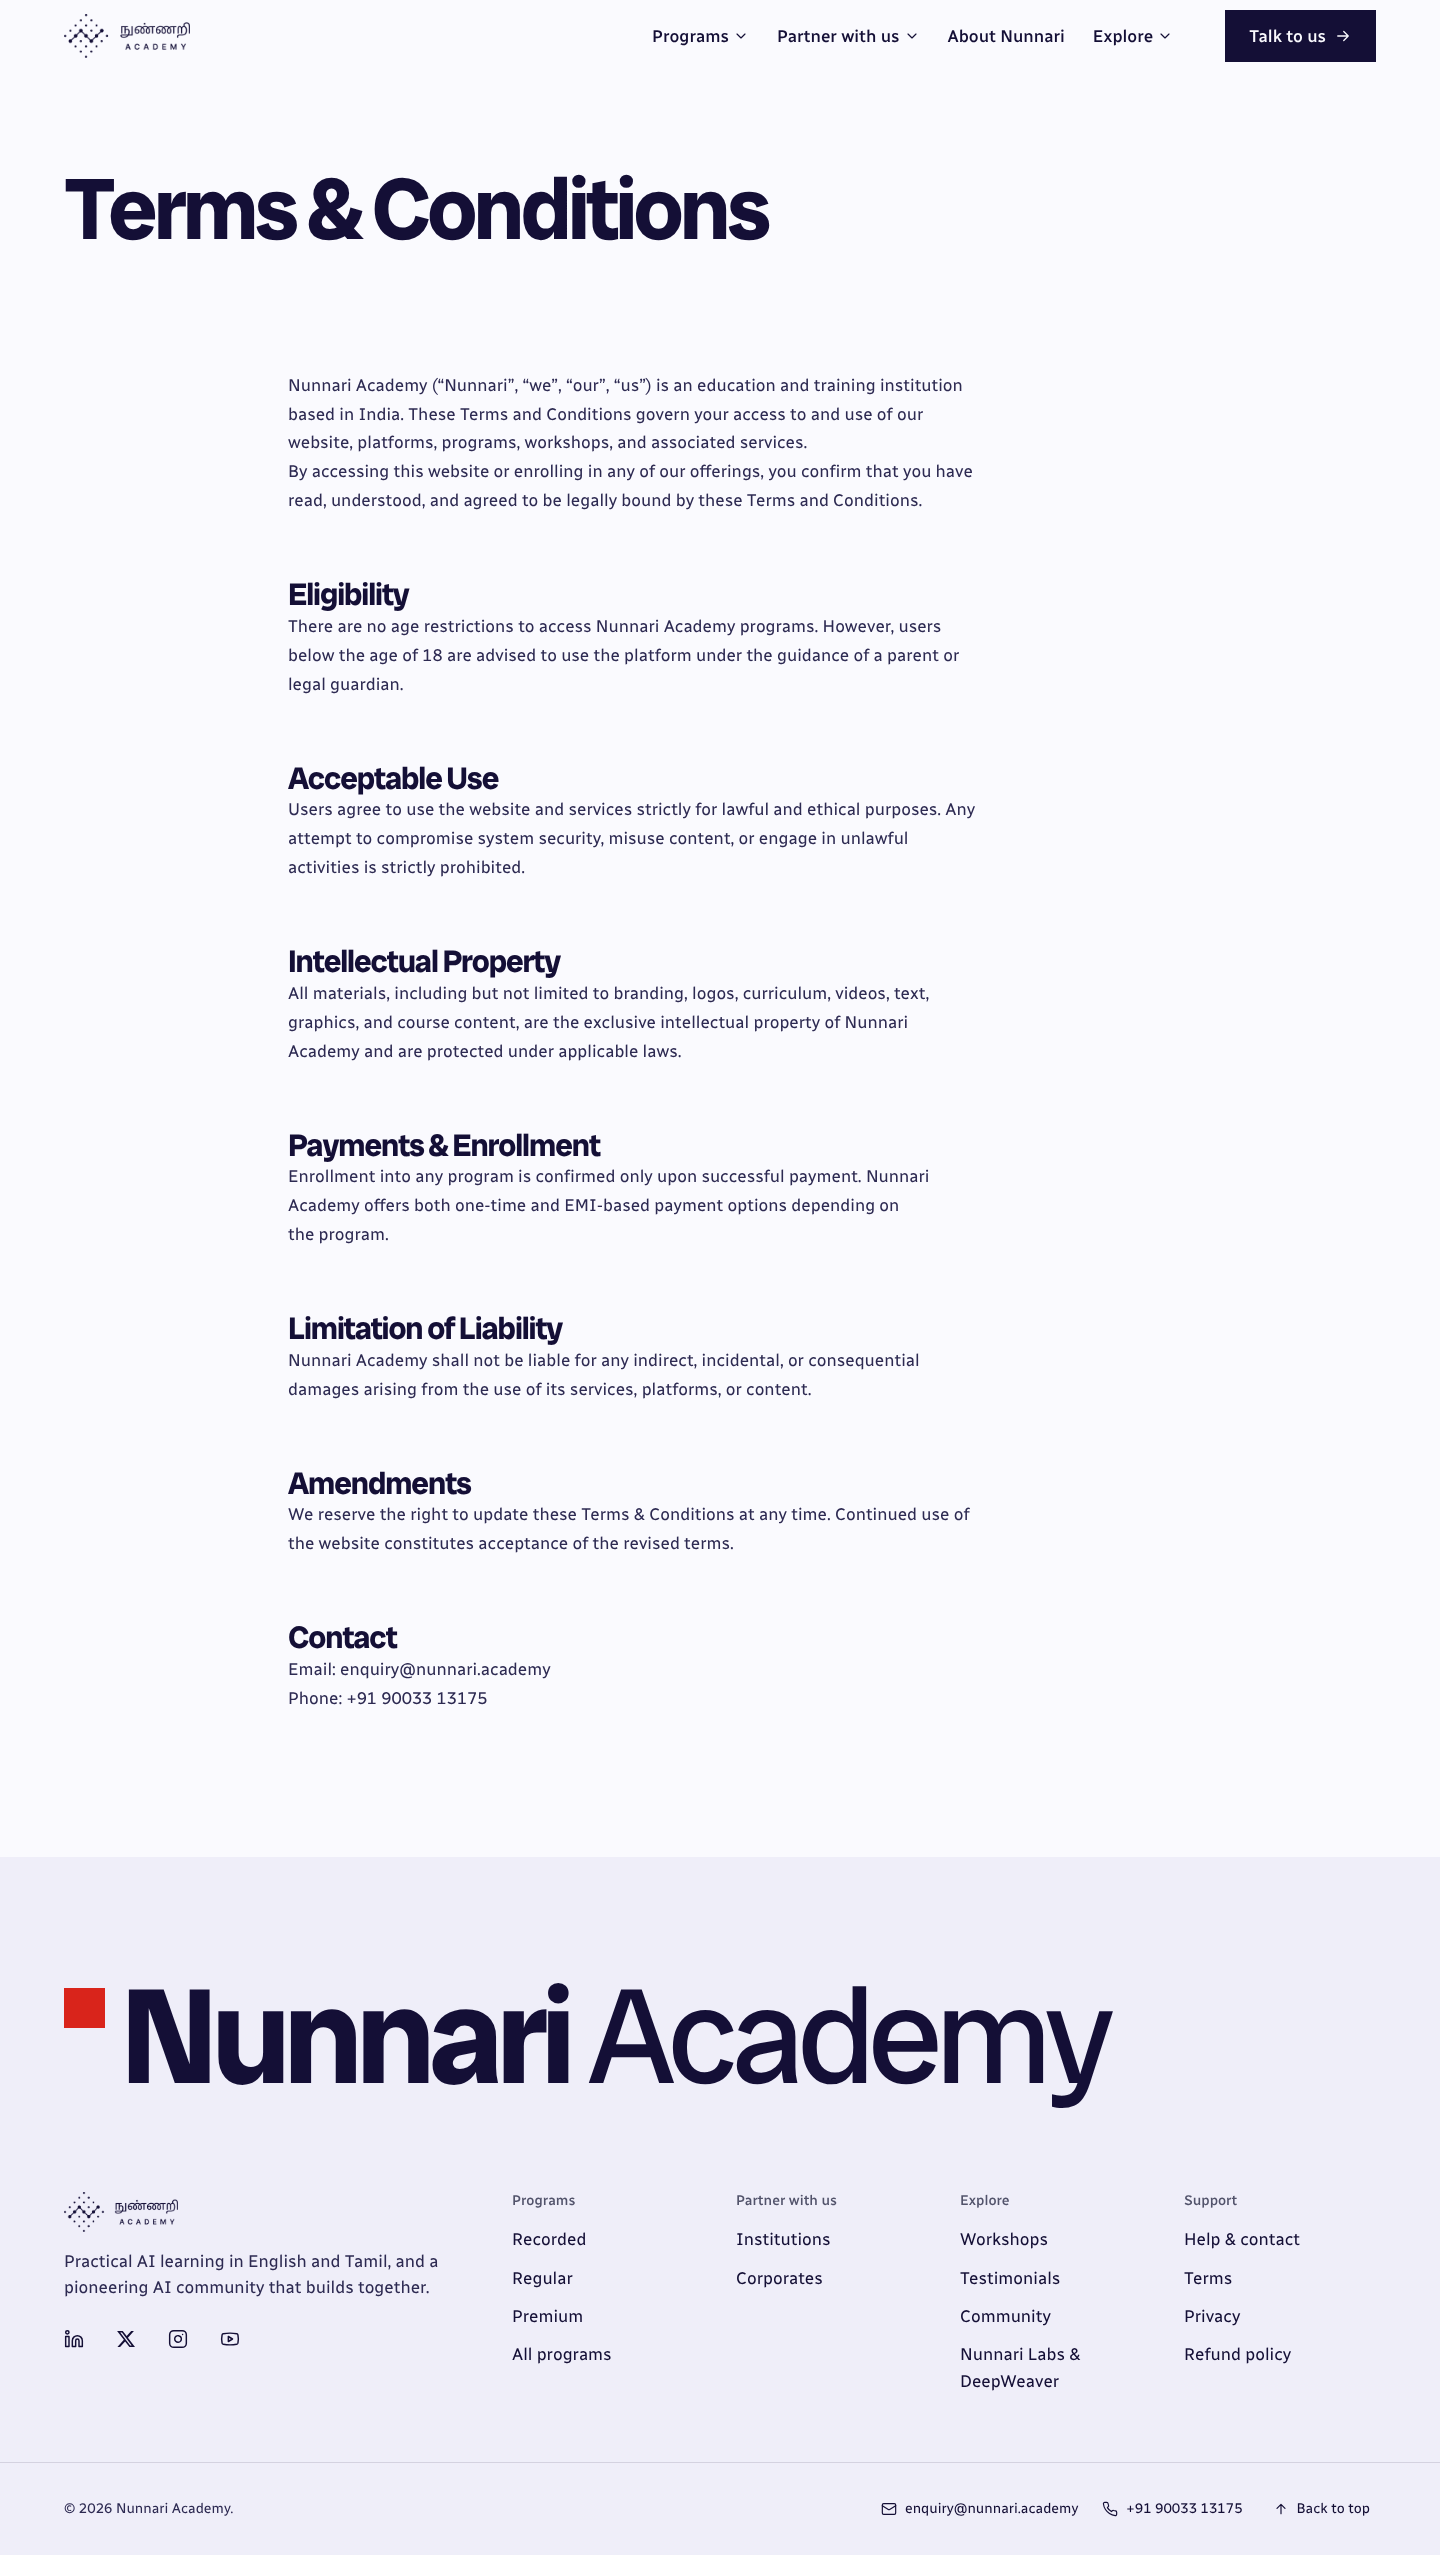 நுண்ணறி
ACADEMY
Programs
Partner with us
About Nunnari
Explore
Talk to us
Terms & Conditions
Nunnari Academy (“Nunnari”, “we”, “our”, “us”) is an education and training institution
based in India. These Terms and Conditions govern your access to and use of our
website, platforms, programs, workshops, and associated services.
By accessing this website or enrolling in any of our offerings, you confirm that you have
read, understood, and agreed to be legally bound by these Terms and Conditions.
Eligibility
There are no age restrictions to access Nunnari Academy programs. However, users
below the age of 18 are advised to use the platform under the guidance of a parent or
legal guardian.
Acceptable Use
Users agree to use the website and services strictly for lawful and ethical purposes. Any
attempt to compromise system security, misuse content, or engage in unlawful
activities is strictly prohibited.
Intellectual Property
All materials, including but not limited to branding, logos, curriculum, videos, text,
graphics, and course content, are the exclusive intellectual property of Nunnari
Academy and are protected under applicable laws.
Payments & Enrollment
Enrollment into any program is confirmed only upon successful payment. Nunnari
Academy offers both one-time and EMI-based payment options depending on
the program.
Limitation of Liability
Nunnari Academy shall not be liable for any indirect, incidental, or consequential
damages arising from the use of its services, platforms, or content.
Amendments
We reserve the right to update these Terms & Conditions at any time. Continued use of
the website constitutes acceptance of the revised terms.
Contact
Email: enquiry@nunnari.academy
Phone: +91 90033 13175
Nunnari Academy
நுண்ணறி
ACADEMY
Practical AI learning in English and Tamil, and a
pioneering AI community that builds together.
Programs
Recorded
Regular
Premium
All programs
Partner with us
Institutions
Corporates
Explore
Workshops
Testimonials
Community
Nunnari Labs &
DeepWeaver
Support
Help & contact
Terms
Privacy
Refund policy
© 2026 Nunnari Academy.
enquiry@nunnari.academy
+91 90033 13175
Back to top